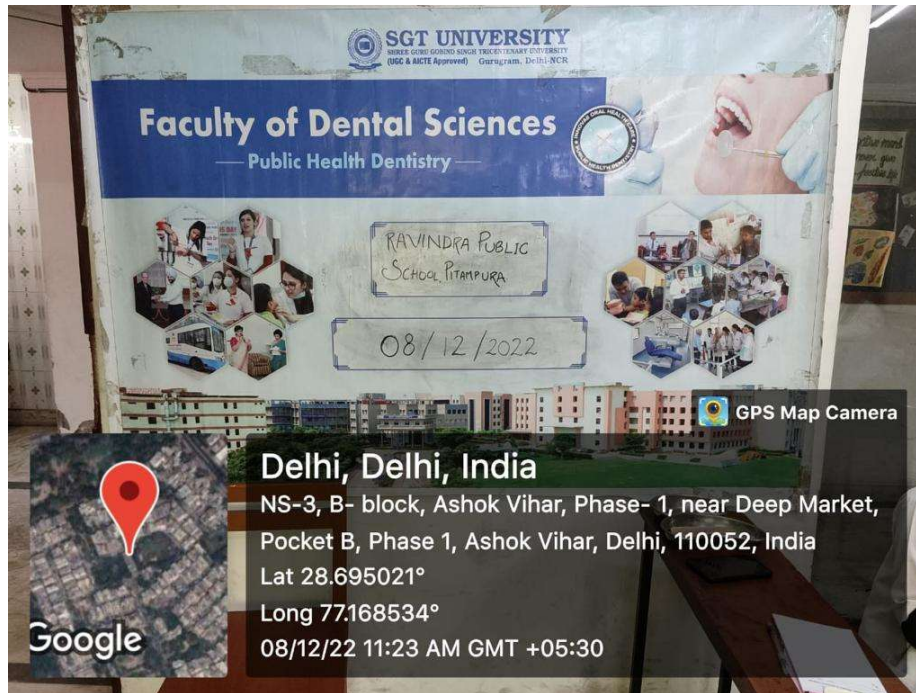 SGT UNIVERSITY
SHREE GURU GOBIND SINGH TRICENTENARY UNIVERSITY
(UGC & AICTE Approved) Gurugram, Delhi-NCR
Faculty of Dental Sciences
Public Health Dentistry
RAVINDRA PUBLIC
SCHOOL, PITAMPURA
08/12/2022
GPS Map Camera
Delhi, Delhi, India
NS-3, B- block, Ashok Vihar, Phase- 1, near Deep Market,
Pocket B, Phase 1, Ashok Vihar, Delhi, 110052, India
Lat 28.695021°
Long 77.168534°
08/12/22 11:23 AM GMT +05:30
Google